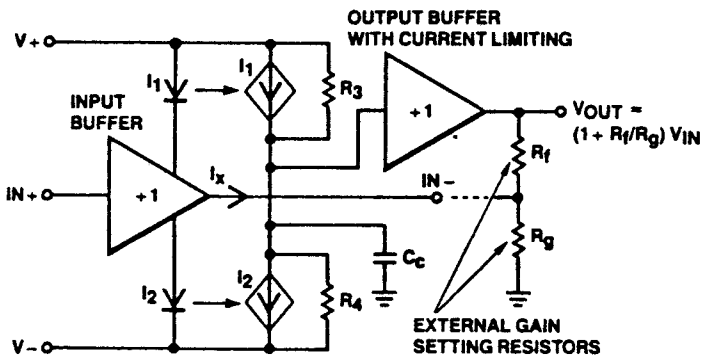 OUTPUT BUFFER
WITH CURRENT LIMITING
V+
I1
I1
R3
INPUT
BUFFER
+1
VOUT ≈
(1 + Rf/Rg) VIN
Rf
IN+
+1
Ix
IN-
Rg
CC
I2
I2
R4
V-
EXTERNAL GAIN
SETTING RESISTORS